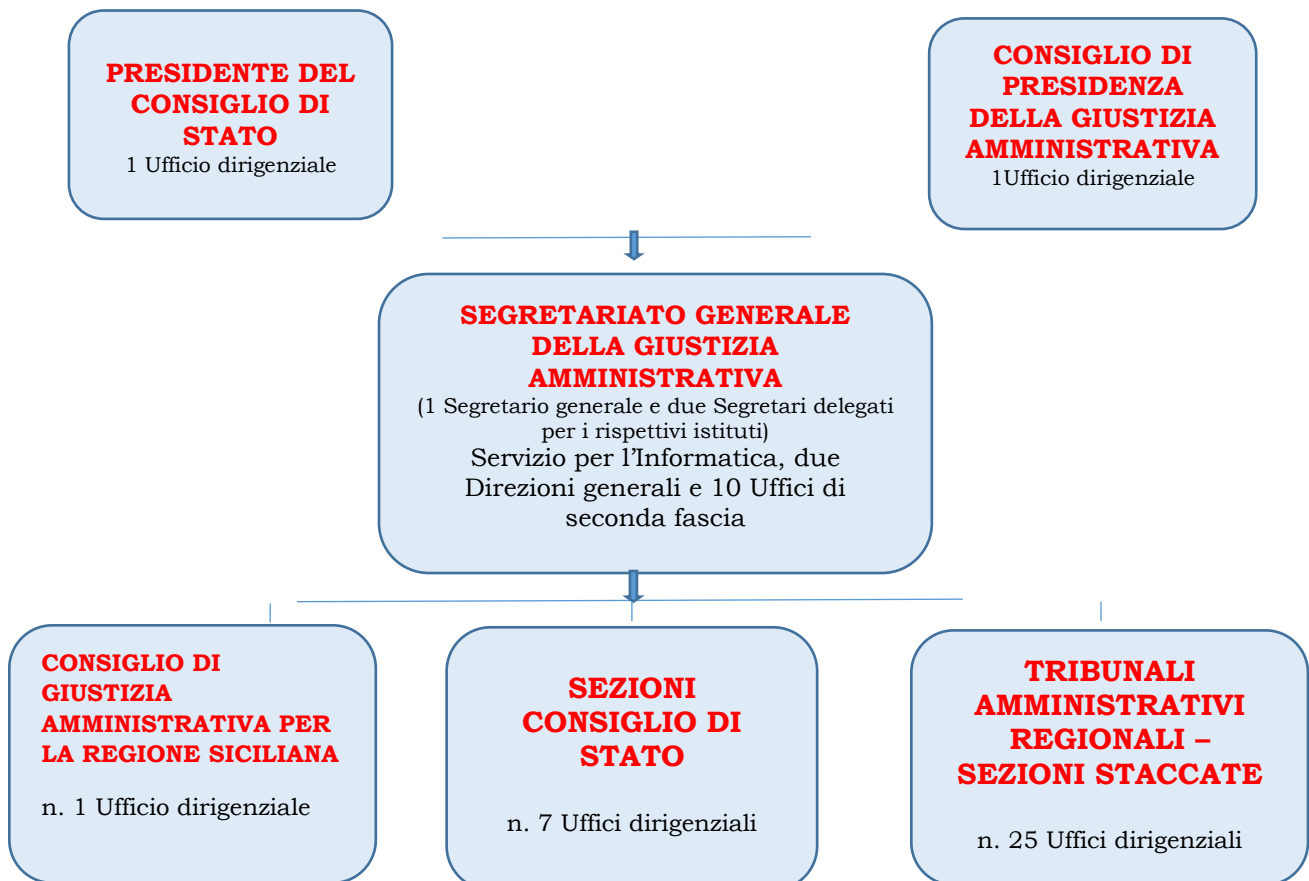 PRESIDENTE DEL
CONSIGLIO DI
STATO
1 Ufficio dirigenziale
CONSIGLIO DI
PRESIDENZA
DELLA GIUSTIZIA
AMMINISTRATIVA
1Ufficio dirigenziale
SEGRETARIATO GENERALE
DELLA GIUSTIZIA
AMMINISTRATIVA
(1 Segretario generale e due Segretari delegati
per i rispettivi istituti)
Servizio per l’Informatica, due
Direzioni generali e 10 Uffici di
seconda fascia
CONSIGLIO DI
GIUSTIZIA
AMMINISTRATIVA PER
LA REGIONE SICILIANA
n. 1 Ufficio dirigenziale
SEZIONI
CONSIGLIO DI
STATO
n. 7 Uffici dirigenziali
TRIBUNALI
AMMINISTRATIVI
REGIONALI –
SEZIONI STACCATE
n. 25 Uffici dirigenziali